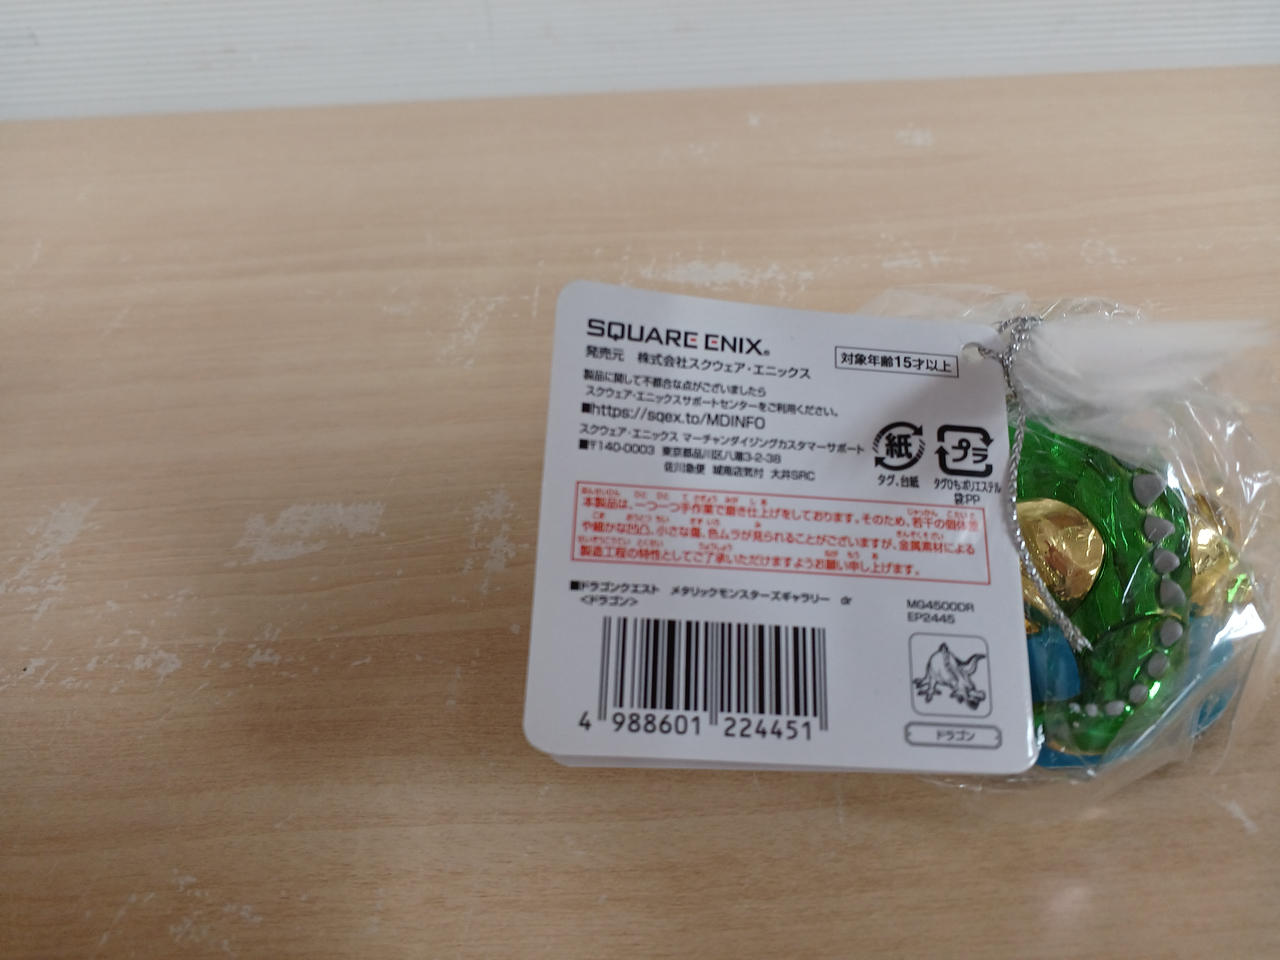 SQUARE ENIX®
発売元 株式会社スクウェア・エニックス
対象年齢15才以上
製品に関して不都合な点がございましたら
スクウェア・エニックスサポートセンターをご利用ください。
■https://sqex.to/MDINFO
スクウェア・エニックス マーチャンダイジングカスタマーサポート
■〒140-0003 東京都品川区八潮3-2-38
佐川急便 城南店気付 大井SRC
紙
タグ、台紙
プラ
タグひもポリエステル
袋:PP
本製品は、一つ一つ手作業で磨き仕上げをしております。そのため、若干の個体差
や細かな凹凸、小さな傷、色ムラが見られることがございますが、金属素材による
製造工程の特性としてご了承いただけますようお願い申し上げます。
■ドラゴンクエスト メタリックモンスターズギャラリー dr
<ドラゴン>
MG4500DR
EP2445
4 988601 224451
ドラゴン